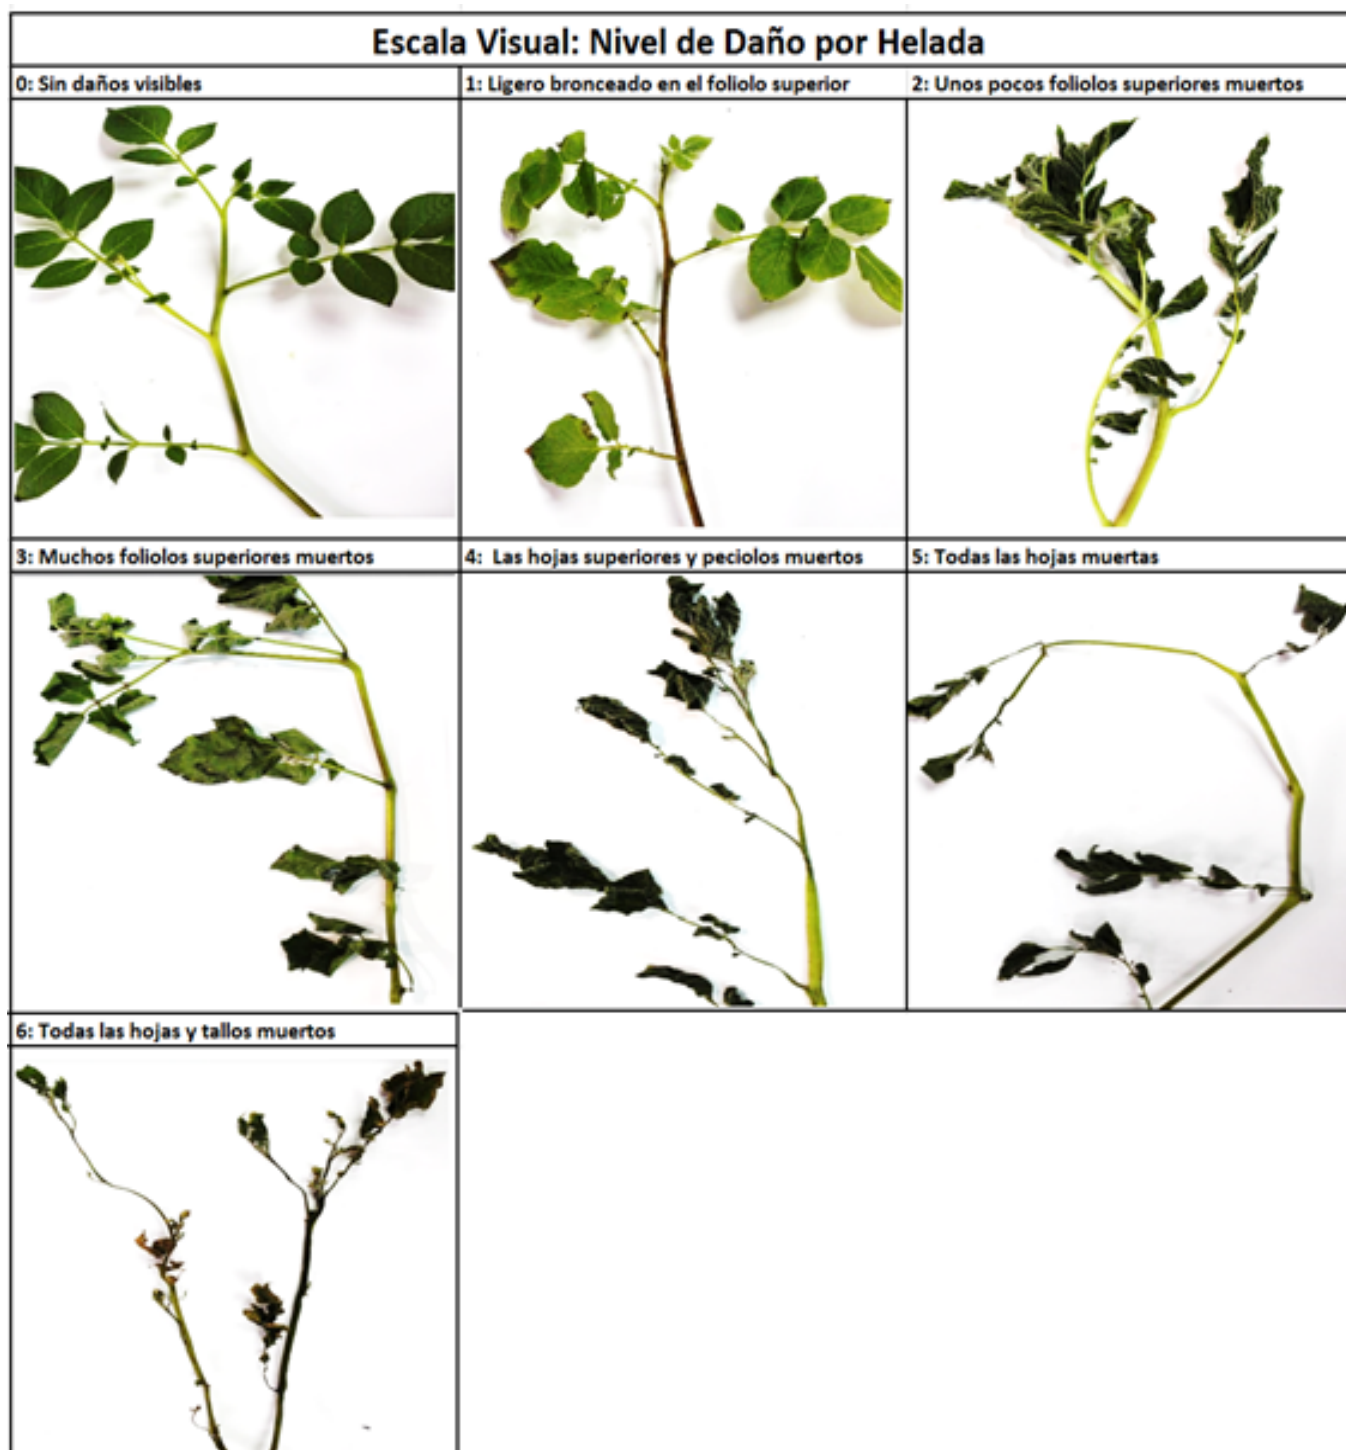 Escala Visual: Nivel de Daño por Helada
0: Sin daños visibles
1: Ligero bronceado en el foliolo superior
2: Unos pocos foliolos superiores muertos
3: Muchos foliolos superiores muertos
4: Las hojas superiores y peciolos muertos
5: Todas las hojas muertas
6: Todas las hojas y tallos muertos